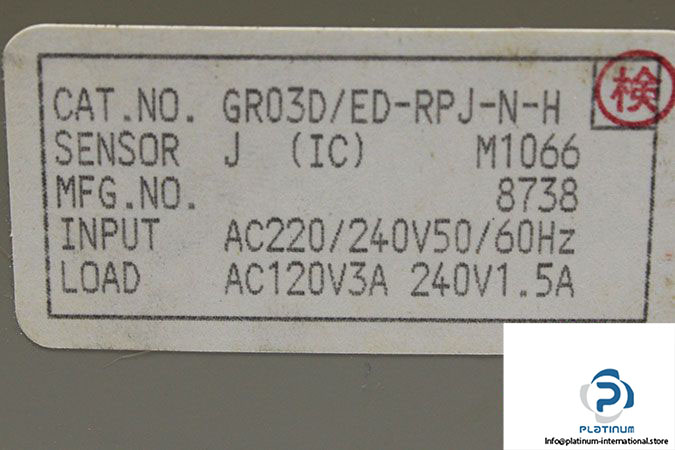 CAT.NO. GR03D/ED-RPJ-N-H 検
SENSOR J (IC) M1066
MFG.NO. 8738
INPUT AC220/240V50/60Hz
LOAD AC120V3A 240V1.5A
PLATINUM
Info@platinum-international.store